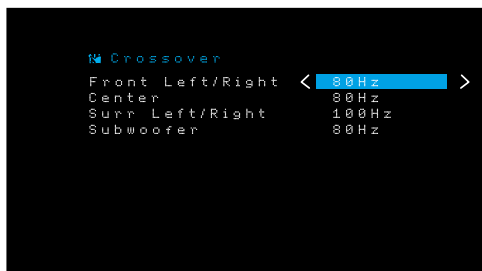 Crossover
Front Left/Right < 80Hz >
Center 80Hz
Surr Left/Right 100Hz
Subwoofer 80Hz